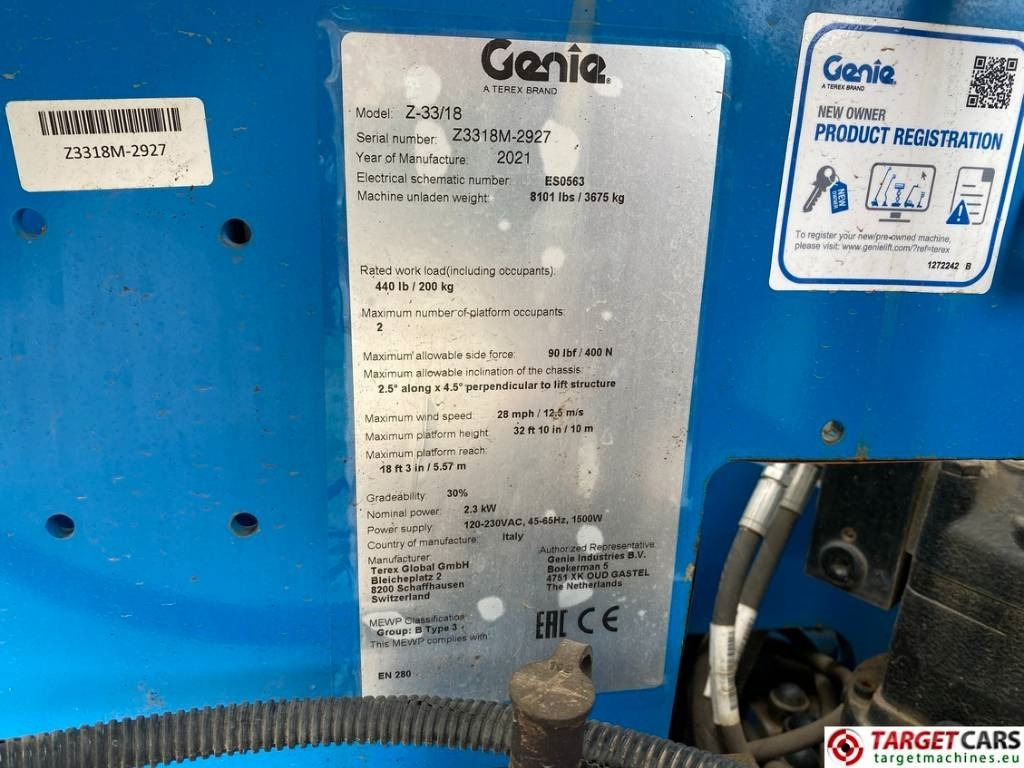 Z3318M-2927
Genie
A TEREX BRAND
Model: Z-33/18
Serial number: Z3318M-2927
Year of Manufacture: 2021
Electrical schematic number: ES0563
Machine unladen weight: 8101 lbs / 3675 kg
Rated work load(including occupants):
440 lb / 200 kg
Maximum number of platform occupants:
2
Maximum allowable side force: 90 lbf / 400 N
Maximum allowable inclination of the chassis:
2.5° along x 4.5° perpendicular to lift structure
Maximum wind speed: 28 mph / 12.5 m/s
Maximum platform height: 32 ft 10 in / 10 m
Maximum platform reach:
18 ft 3 in / 5.57 m
Gradeability: 30%
Nominal power: 2.3 kW
Power supply: 120-230VAC, 45-65Hz, 1500W
Country of manufacture: Italy
Manufacturer:
Terex Global GmbH
Bleicheplatz 2
8200 Schaffhausen
Switzerland
Authorized Representative:
Genie Industries B.V.
Boekerman 5
4751 XK OUD GASTEL
The Netherlands
MEWP Classification:
Group: B Type 3
This MEWP complies with:
EN 280
EAC CE
Genie
A TEREX BRAND
NEW OWNER
PRODUCT REGISTRATION
NEW OWNER
To register your new/pre-owned machine,
please visit: www.genielift.com/?ref=terex
1272242 B
TARGETCARS
targetmachines.eu